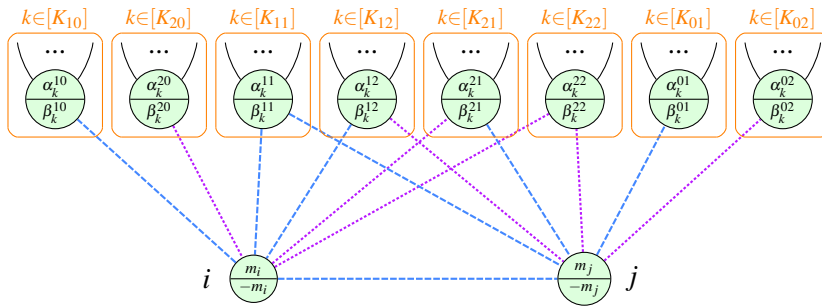 k∈[K₁₀] k∈[K₂₀] k∈[K₁₁] k∈[K₁₂] k∈[K₂₁] k∈[K₂₂] k∈[K₀₁] k∈[K₀₂]
... ... ... ... ... ... ... ...
αₖ¹⁰ αₖ²⁰ αₖ¹¹ αₖ¹² αₖ²¹ αₖ²² αₖ⁰¹ αₖ⁰²
βₖ¹⁰ βₖ²⁰ βₖ¹¹ βₖ¹² βₖ²¹ βₖ²² βₖ⁰¹ βₖ⁰²
i mᵢ mⱼ j
−mᵢ −mⱼ